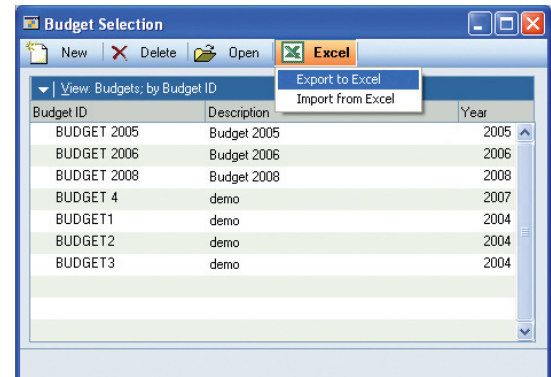 Budget Selection
New Delete Open Excel
Export to Excel
Import from Excel
View: Budgets; by Budget ID
Budget ID Description Year
BUDGET 2005 Budget 2005 2005
BUDGET 2006 Budget 2006 2006
BUDGET 2008 Budget 2008 2008
BUDGET 4 demo 2007
BUDGET1 demo 2004
BUDGET2 demo 2004
BUDGET3 demo 2004